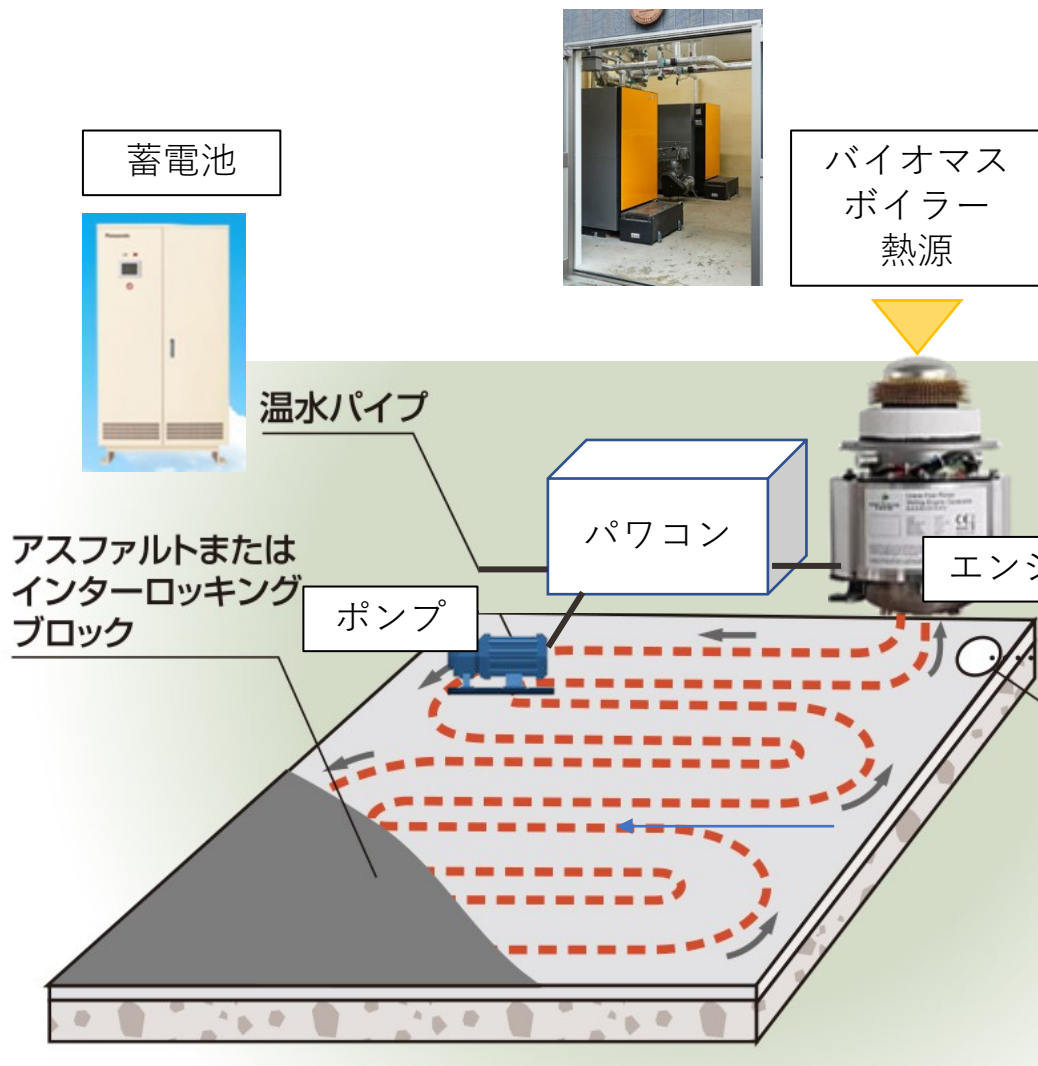 蓄電池
バイオマス
ボイラー
熱源
Panasonic
温水パイプ
パワコン
アスファルトまたは
インターロッキング
ブロック
ポンプ
エンジ